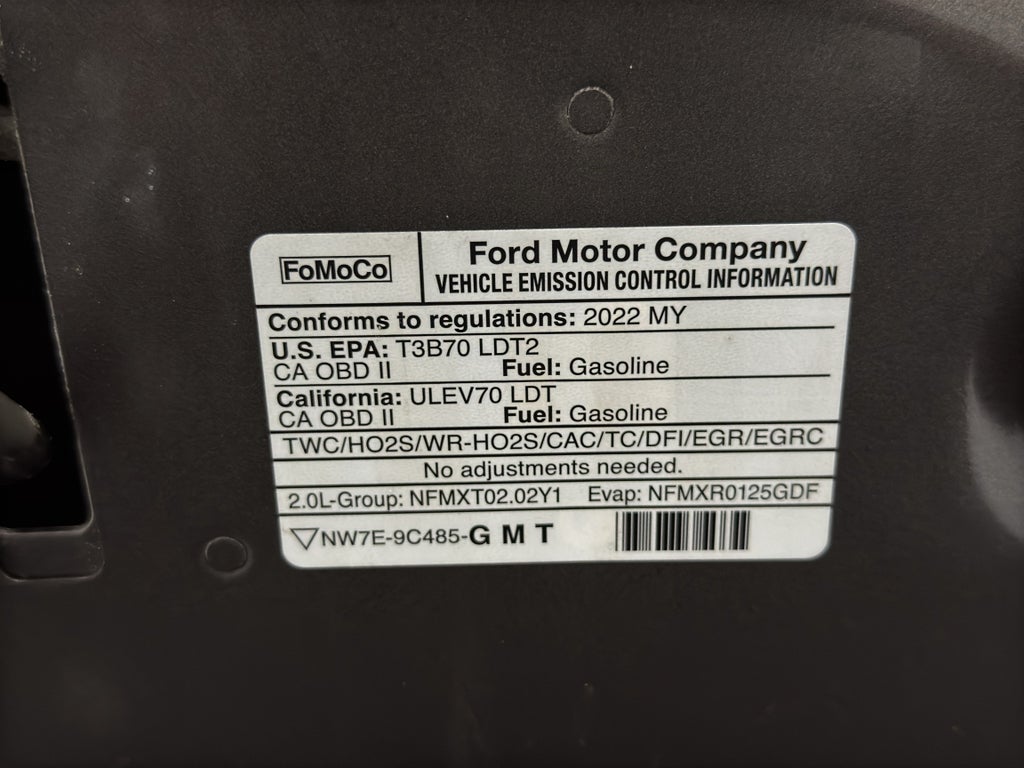 FoMoCo
Ford Motor Company
VEHICLE EMISSION CONTROL INFORMATION
Conforms to regulations: 2022 MY
U.S. EPA: T3B70 LDT2
CA OBD II Fuel: Gasoline
California: ULEV70 LDT
CA OBD II Fuel: Gasoline
TWC/HO2S/WR-HO2S/CAC/TC/DFI/EGR/EGRC
No adjustments needed.
2.0L-Group: NFMXT02.02Y1 Evap: NFMXR0125GDF
▽NW7E-9C485-G M T